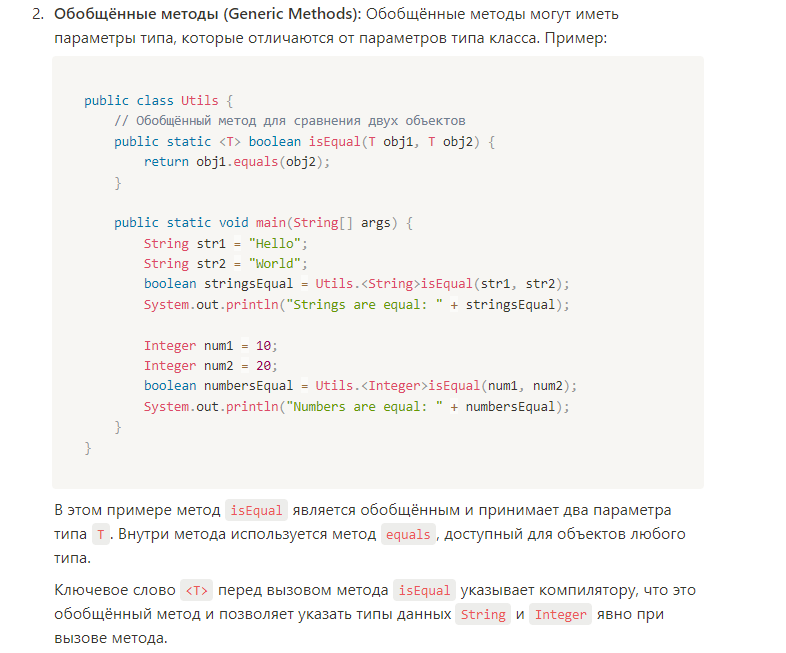 2. Обобщённые методы (Generic Methods): Обобщённые методы могут иметь
параметры типа, которые отличаются от параметров типа класса. Пример:
public class Utils {
    // Обобщённый метод для сравнения двух объектов
    public static <T> boolean isEqual(T obj1, T obj2) {
        return obj1.equals(obj2);
    }

    public static void main(String[] args) {
        String str1 = "Hello";
        String str2 = "World";
        boolean stringsEqual = Utils.<String>isEqual(str1, str2);
        System.out.println("Strings are equal: " + stringsEqual);

        Integer num1 = 10;
        Integer num2 = 20;
        boolean numbersEqual = Utils.<Integer>isEqual(num1, num2);
        System.out.println("Numbers are equal: " + numbersEqual);
    }
}
В этом примере метод isEqual является обобщённым и принимает два параметра
типа T. Внутри метода используется метод equals, доступный для объектов любого
типа.
Ключевое слово <T> перед вызовом метода isEqual указывает компилятору, что это
обобщённый метод и позволяет указать типы данных String и Integer явно при
вызове метода.